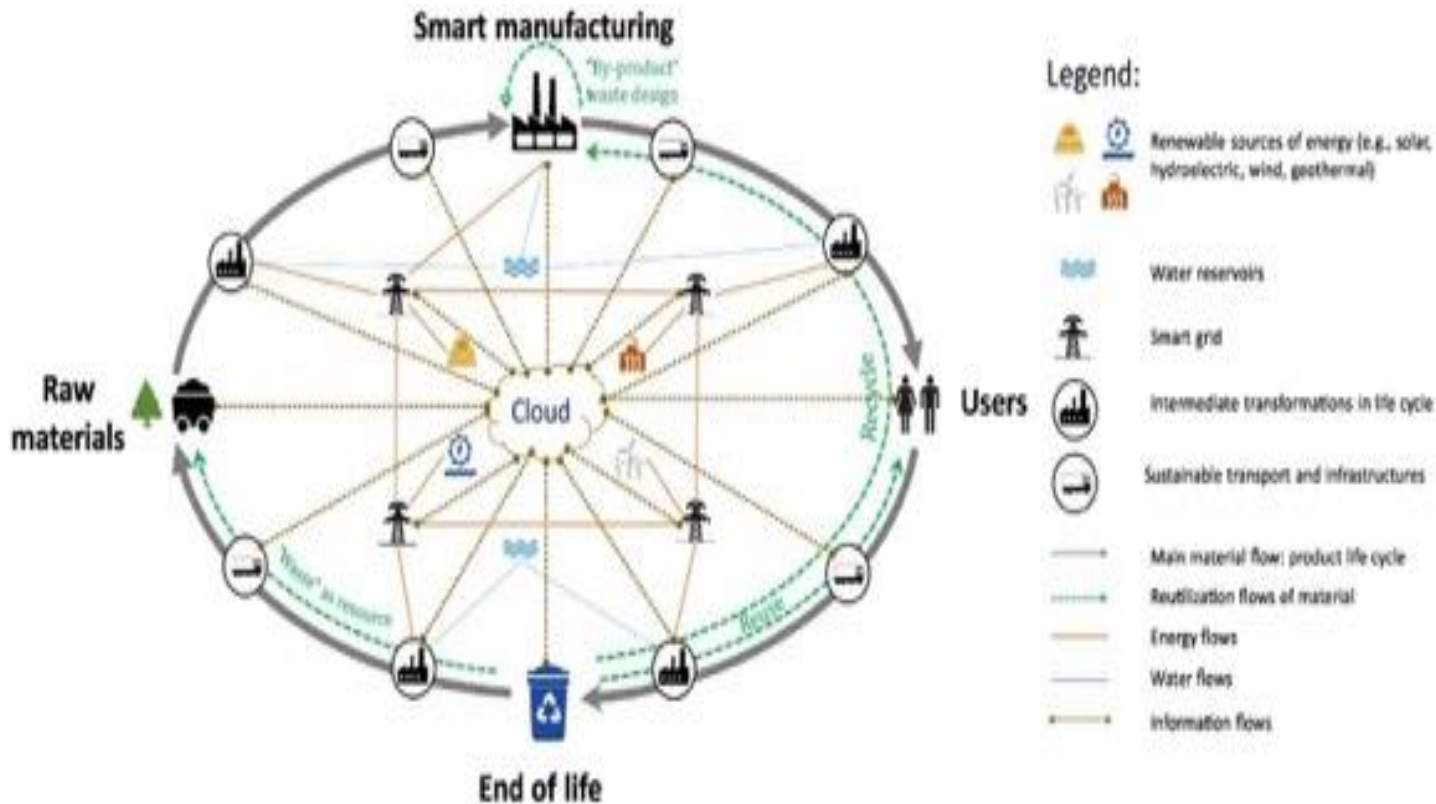 Smart manufacturing
"By-product"
waste design
Raw
materials
Cloud
Recycle
Users
"Waste" as resource
Reuse
End of life
Legend:
Renewable sources of energy (e.g., solar,
hydroelectric, wind, geothermal)
Water reservoirs
Smart grid
Intermediate transformations in life cycle
Sustainable transport and infrastructures
Main material flow: product life cycle
Reutilization flows of material
Energy flows
Water flows
Information flows